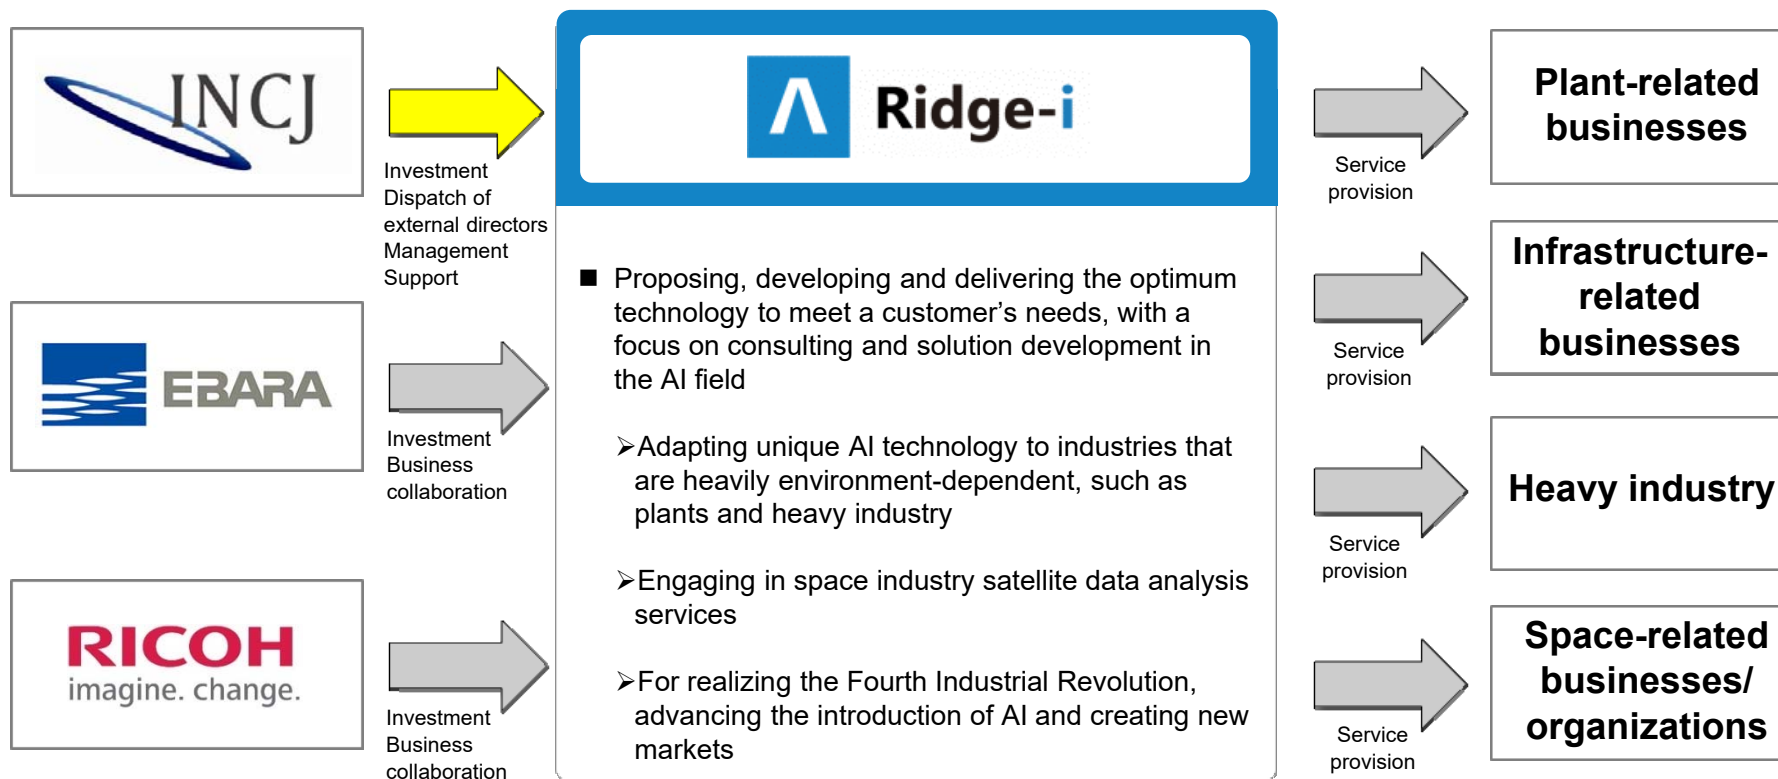 INCJ
Investment
Dispatch of
external directors
Management
Support
EBARA
Investment
Business
collaboration
RICOH
imagine. change.
Investment
Business
collaboration
Ridge-i
■ Proposing, developing and delivering the optimum
technology to meet a customer’s needs, with a
focus on consulting and solution development in
the AI field
➢Adapting unique AI technology to industries that
are heavily environment-dependent, such as
plants and heavy industry
➢Engaging in space industry satellite data analysis
services
➢For realizing the Fourth Industrial Revolution,
advancing the introduction of AI and creating new
markets
Service
provision
Plant-related
businesses
Service
provision
Infrastructure-
related
businesses
Service
provision
Heavy industry
Service
provision
Space-related
businesses/
organizations